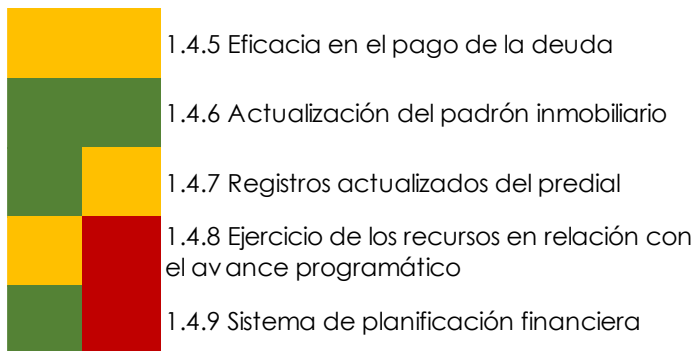 1.4.5 Eficacia en el pago de la deuda
1.4.6 Actualización del padrón inmobiliario
1.4.7 Registros actualizados del predial
1.4.8 Ejercicio de los recursos en relación con
el avance programático
1.4.9 Sistema de planificación financiera